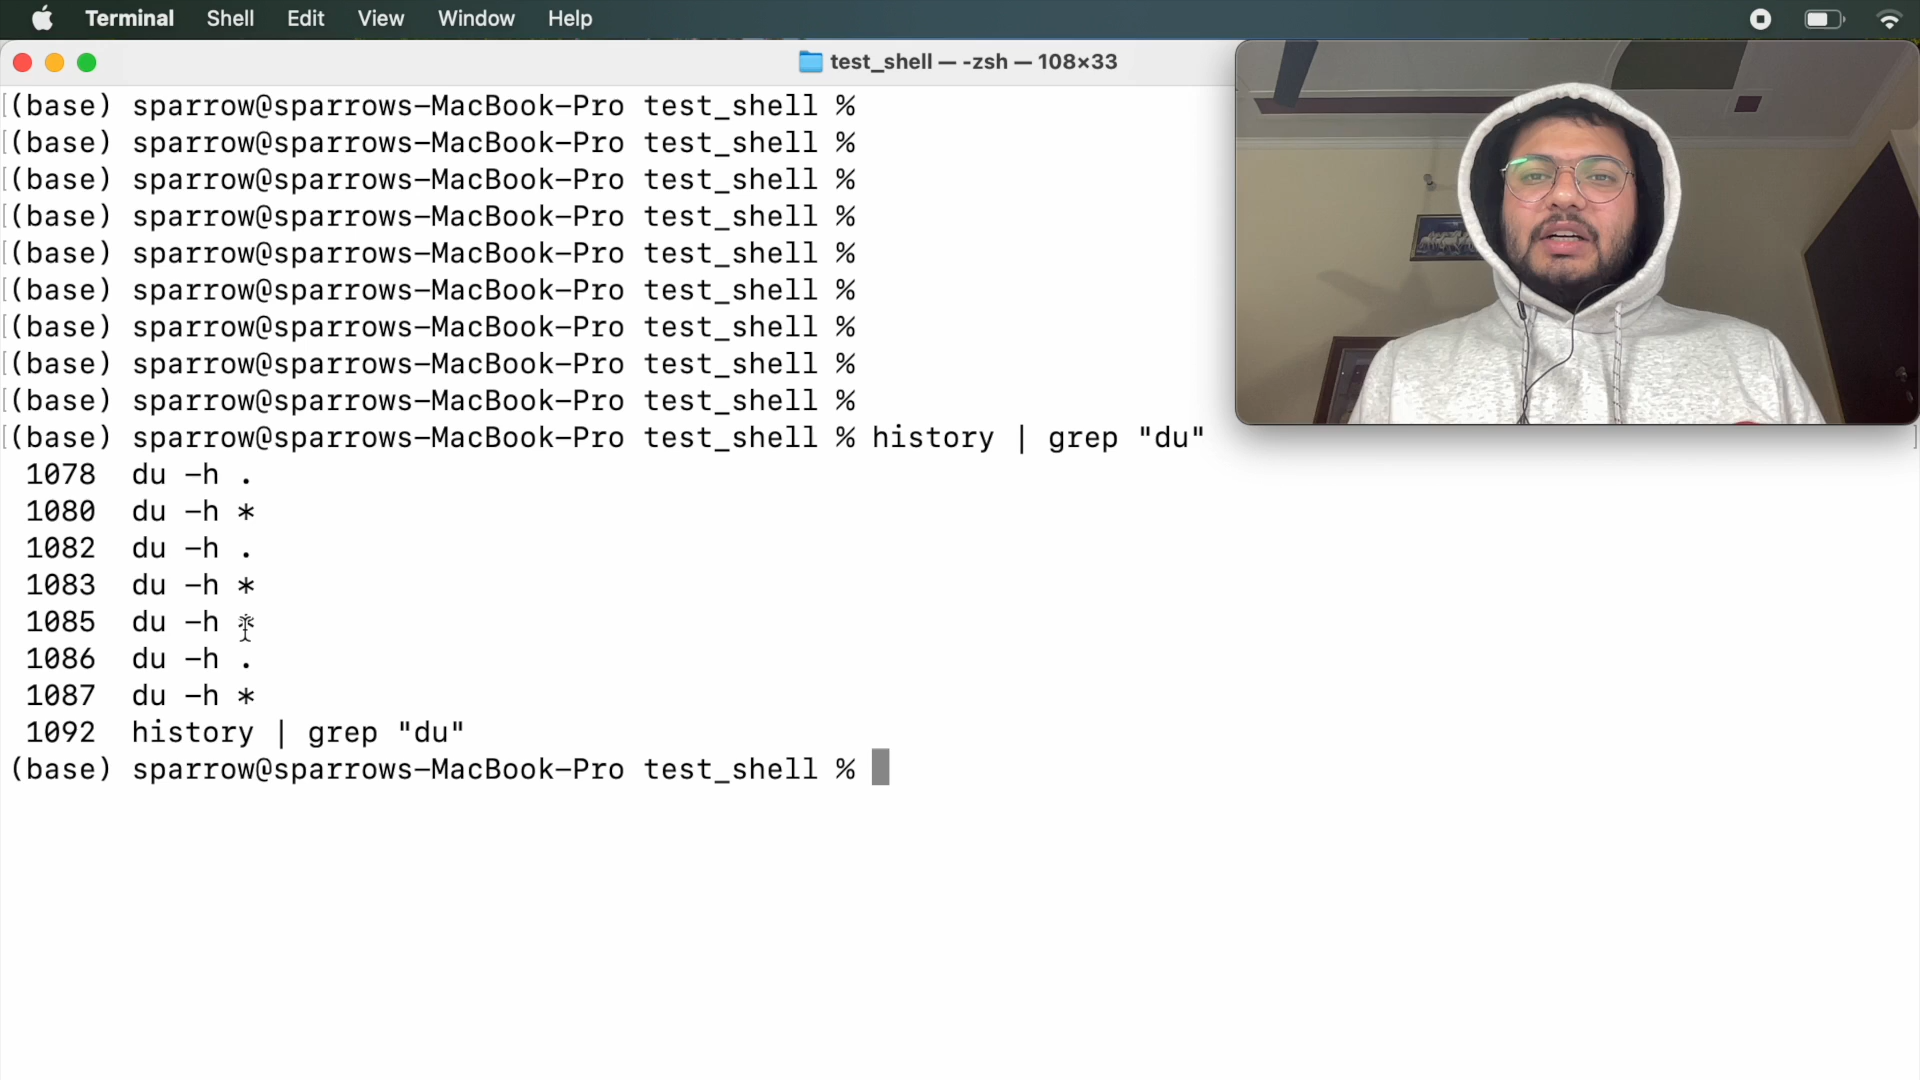 Terminal Shell Edit View Window Help
test_shell — -zsh — 108×33
(base) sparrow@sparrows-MacBook-Pro test_shell %
(base) sparrow@sparrows-MacBook-Pro test_shell %
(base) sparrow@sparrows-MacBook-Pro test_shell %
(base) sparrow@sparrows-MacBook-Pro test_shell %
(base) sparrow@sparrows-MacBook-Pro test_shell %
(base) sparrow@sparrows-MacBook-Pro test_shell %
(base) sparrow@sparrows-MacBook-Pro test_shell %
(base) sparrow@sparrows-MacBook-Pro test_shell %
(base) sparrow@sparrows-MacBook-Pro test_shell %
(base) sparrow@sparrows-MacBook-Pro test_shell % history | grep "du"
1078 du -h .
1080 du -h *
1082 du -h .
1083 du -h *
1085 du -h *
1086 du -h .
1087 du -h *
1092 history | grep "du"
(base) sparrow@sparrows-MacBook-Pro test_shell %